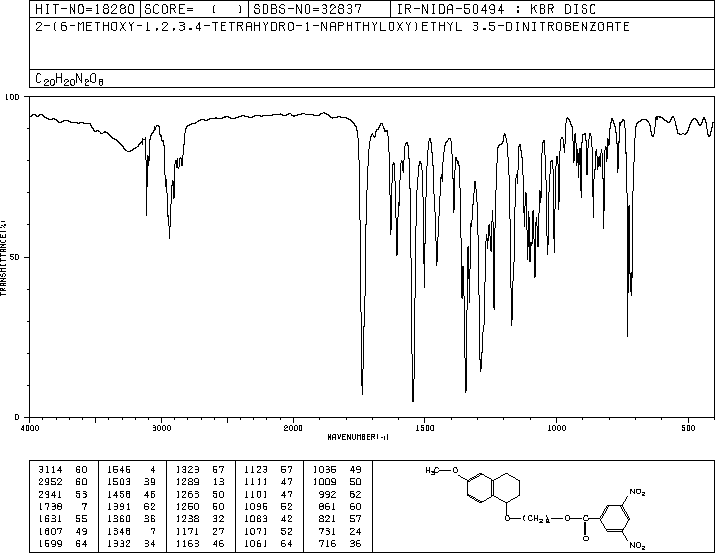 HIT-NO=18280 SCORE= ( ) SDBS-NO=32837 IR-NIDA-50494 : KBR DISC
2-(6-METHOXY-1,2,3,4-TETRAHYDRO-1-NAPHTHYLOXY)ETHYL 3,5-DINITROBENZOATE
C20H20N2O8
100
50
0
TRANSMITTANCE(%)
4000 3000 2000 1500 1000 500
WAVENUMBER(-1)
3114 60 1546 4 1323 67 1123 57 1036 49
2952 60 1503 39 1289 13 1111 47 1009 50
2941 53 1458 46 1263 50 1101 47 992 62
1738 7 1391 62 1250 60 1096 52 861 60
1631 55 1360 36 1238 32 1083 42 821 57
1607 49 1348 7 1171 27 1071 52 731 24
1599 64 1332 34 1163 46 1061 64 716 36
H3C O
O (CH2)2 O C
O
NO2
NO2